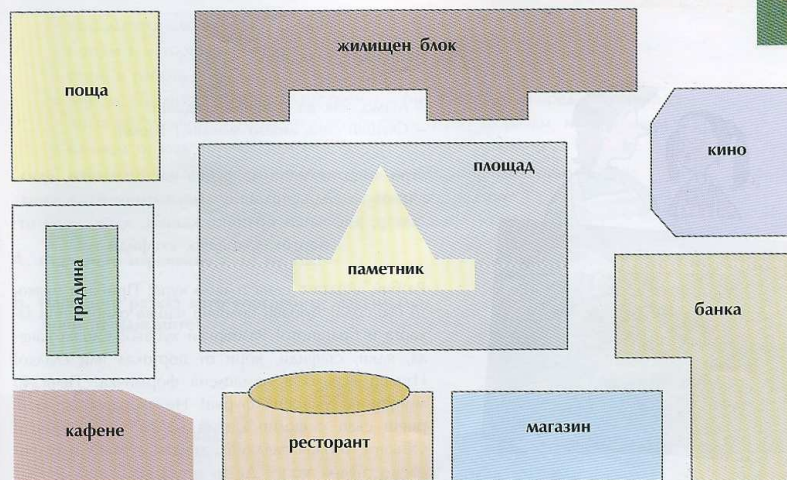 поща
жилищен блок
кино
площад
паметник
градина
банка
кафене
ресторант
магазин